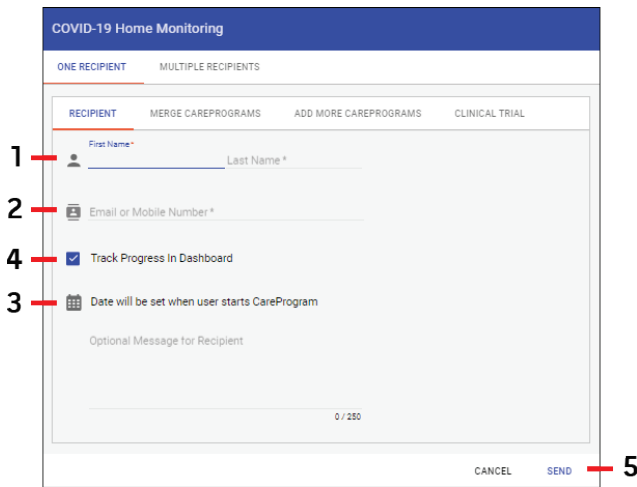 COVID-19 Home Monitoring
ONE RECIPIENT MULTIPLE RECIPIENTS
RECIPIENT MERGE CAREPROGRAMS ADD MORE CAREPROGRAMS CLINICAL TRIAL
First Name*
1 Last Name *
2 Email or Mobile Number *
4 Track Progress In Dashboard
3 Date will be set when user starts CareProgram
Optional Message for Recipient
0 / 250
CANCEL SEND 5